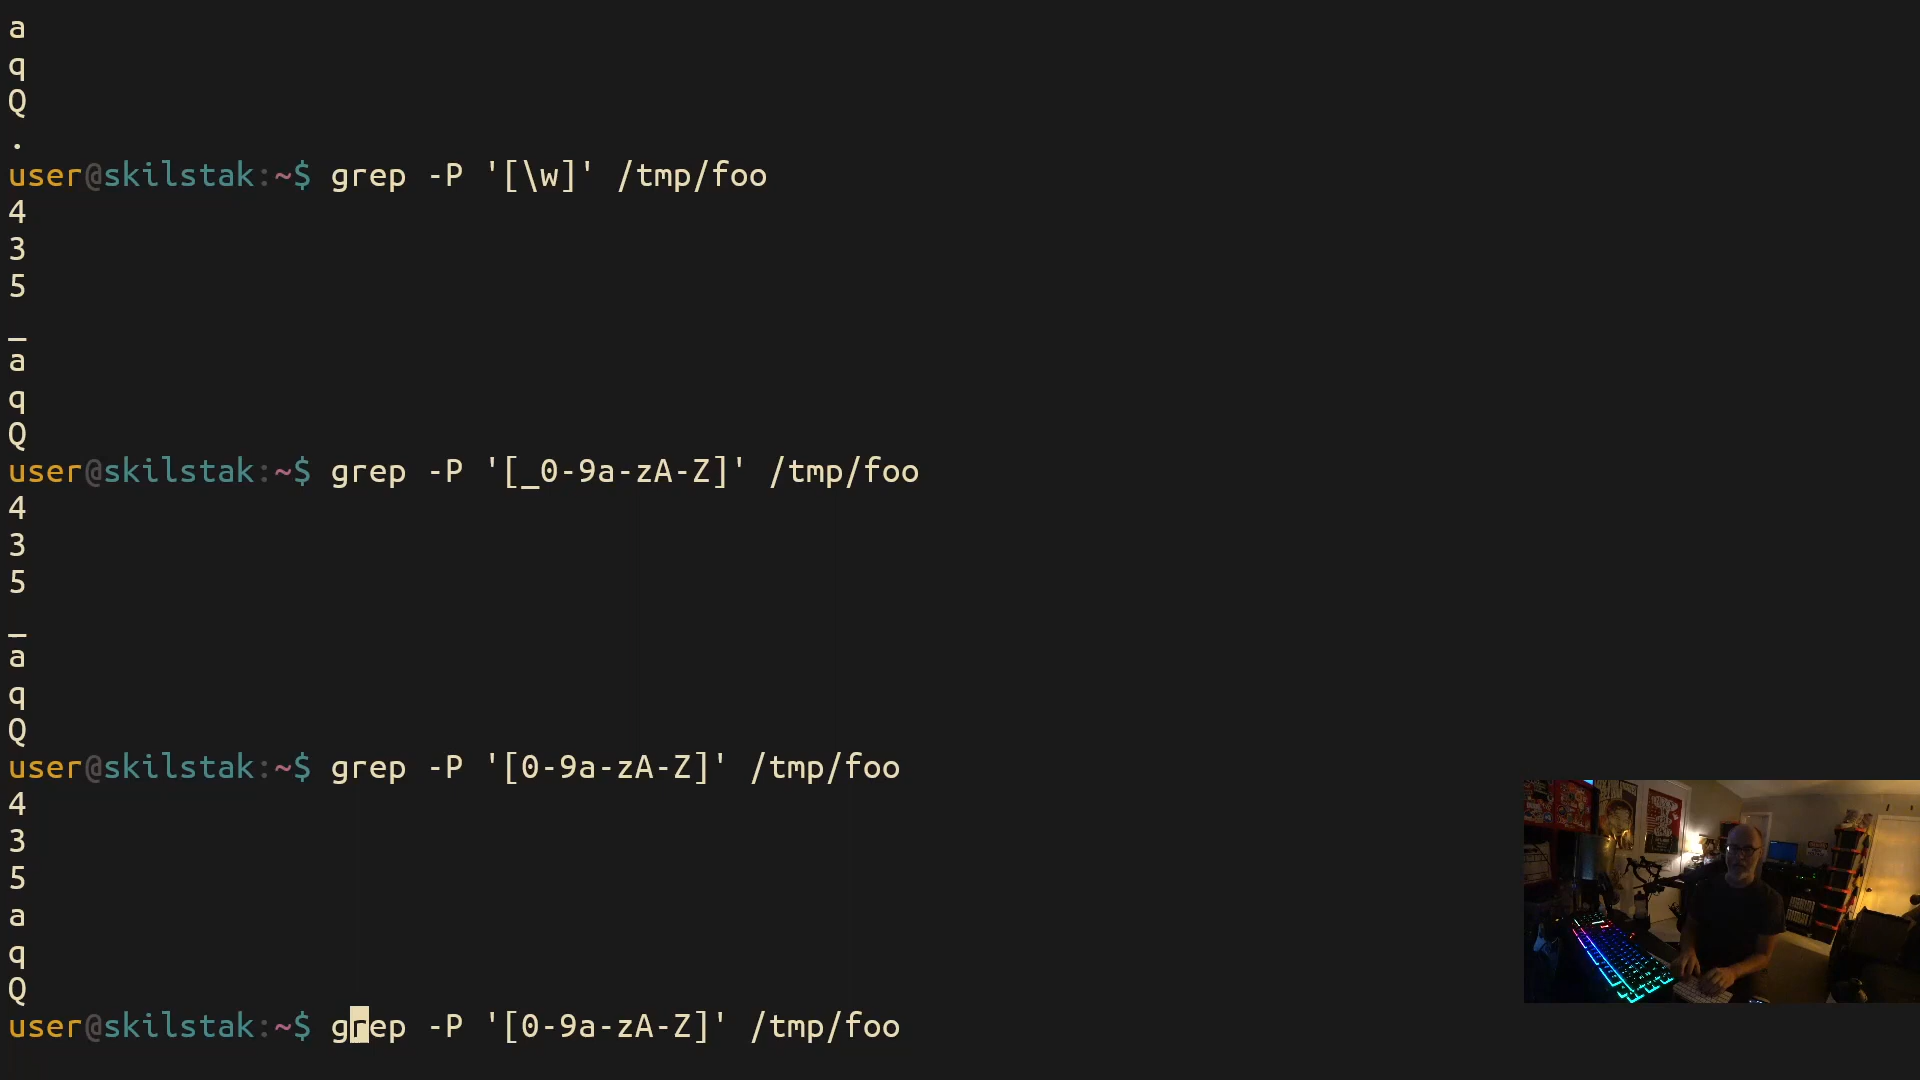 a
q
Q
.
user@skilstak:~$ grep -P '[\w]' /tmp/foo
4
3
5
_
a
q
Q
user@skilstak:~$ grep -P '[_0-9a-zA-Z]' /tmp/foo
4
3
5
_
a
q
Q
user@skilstak:~$ grep -P '[0-9a-zA-Z]' /tmp/foo
4
3
5
a
q
Q
user@skilstak:~$ grep -P '[0-9a-zA-Z]' /tmp/foo